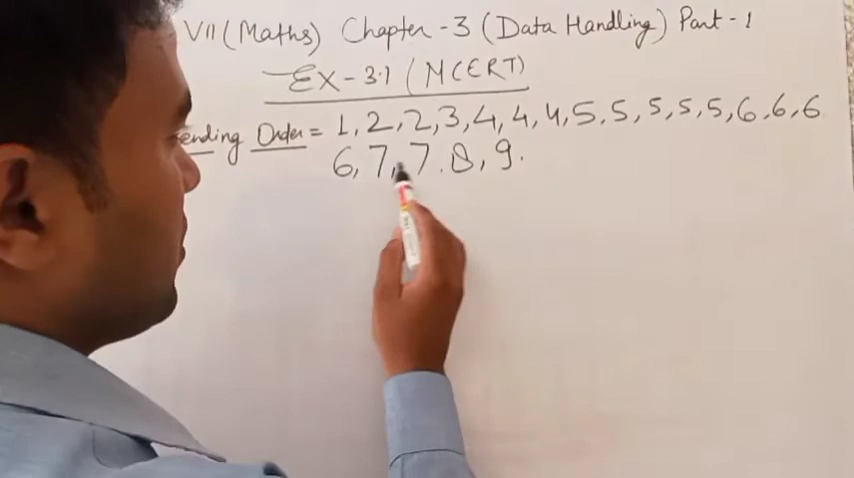 VII (Maths) Chapter - 3 (Data Handling) Part - 1
Ex - 3.1 (NCERT)
ending Order = 1, 2, 2, 3, 4, 4, 4, 5, 5, 5, 5, 5, 6, 6, 6
6, 7, 7. 8, 9.